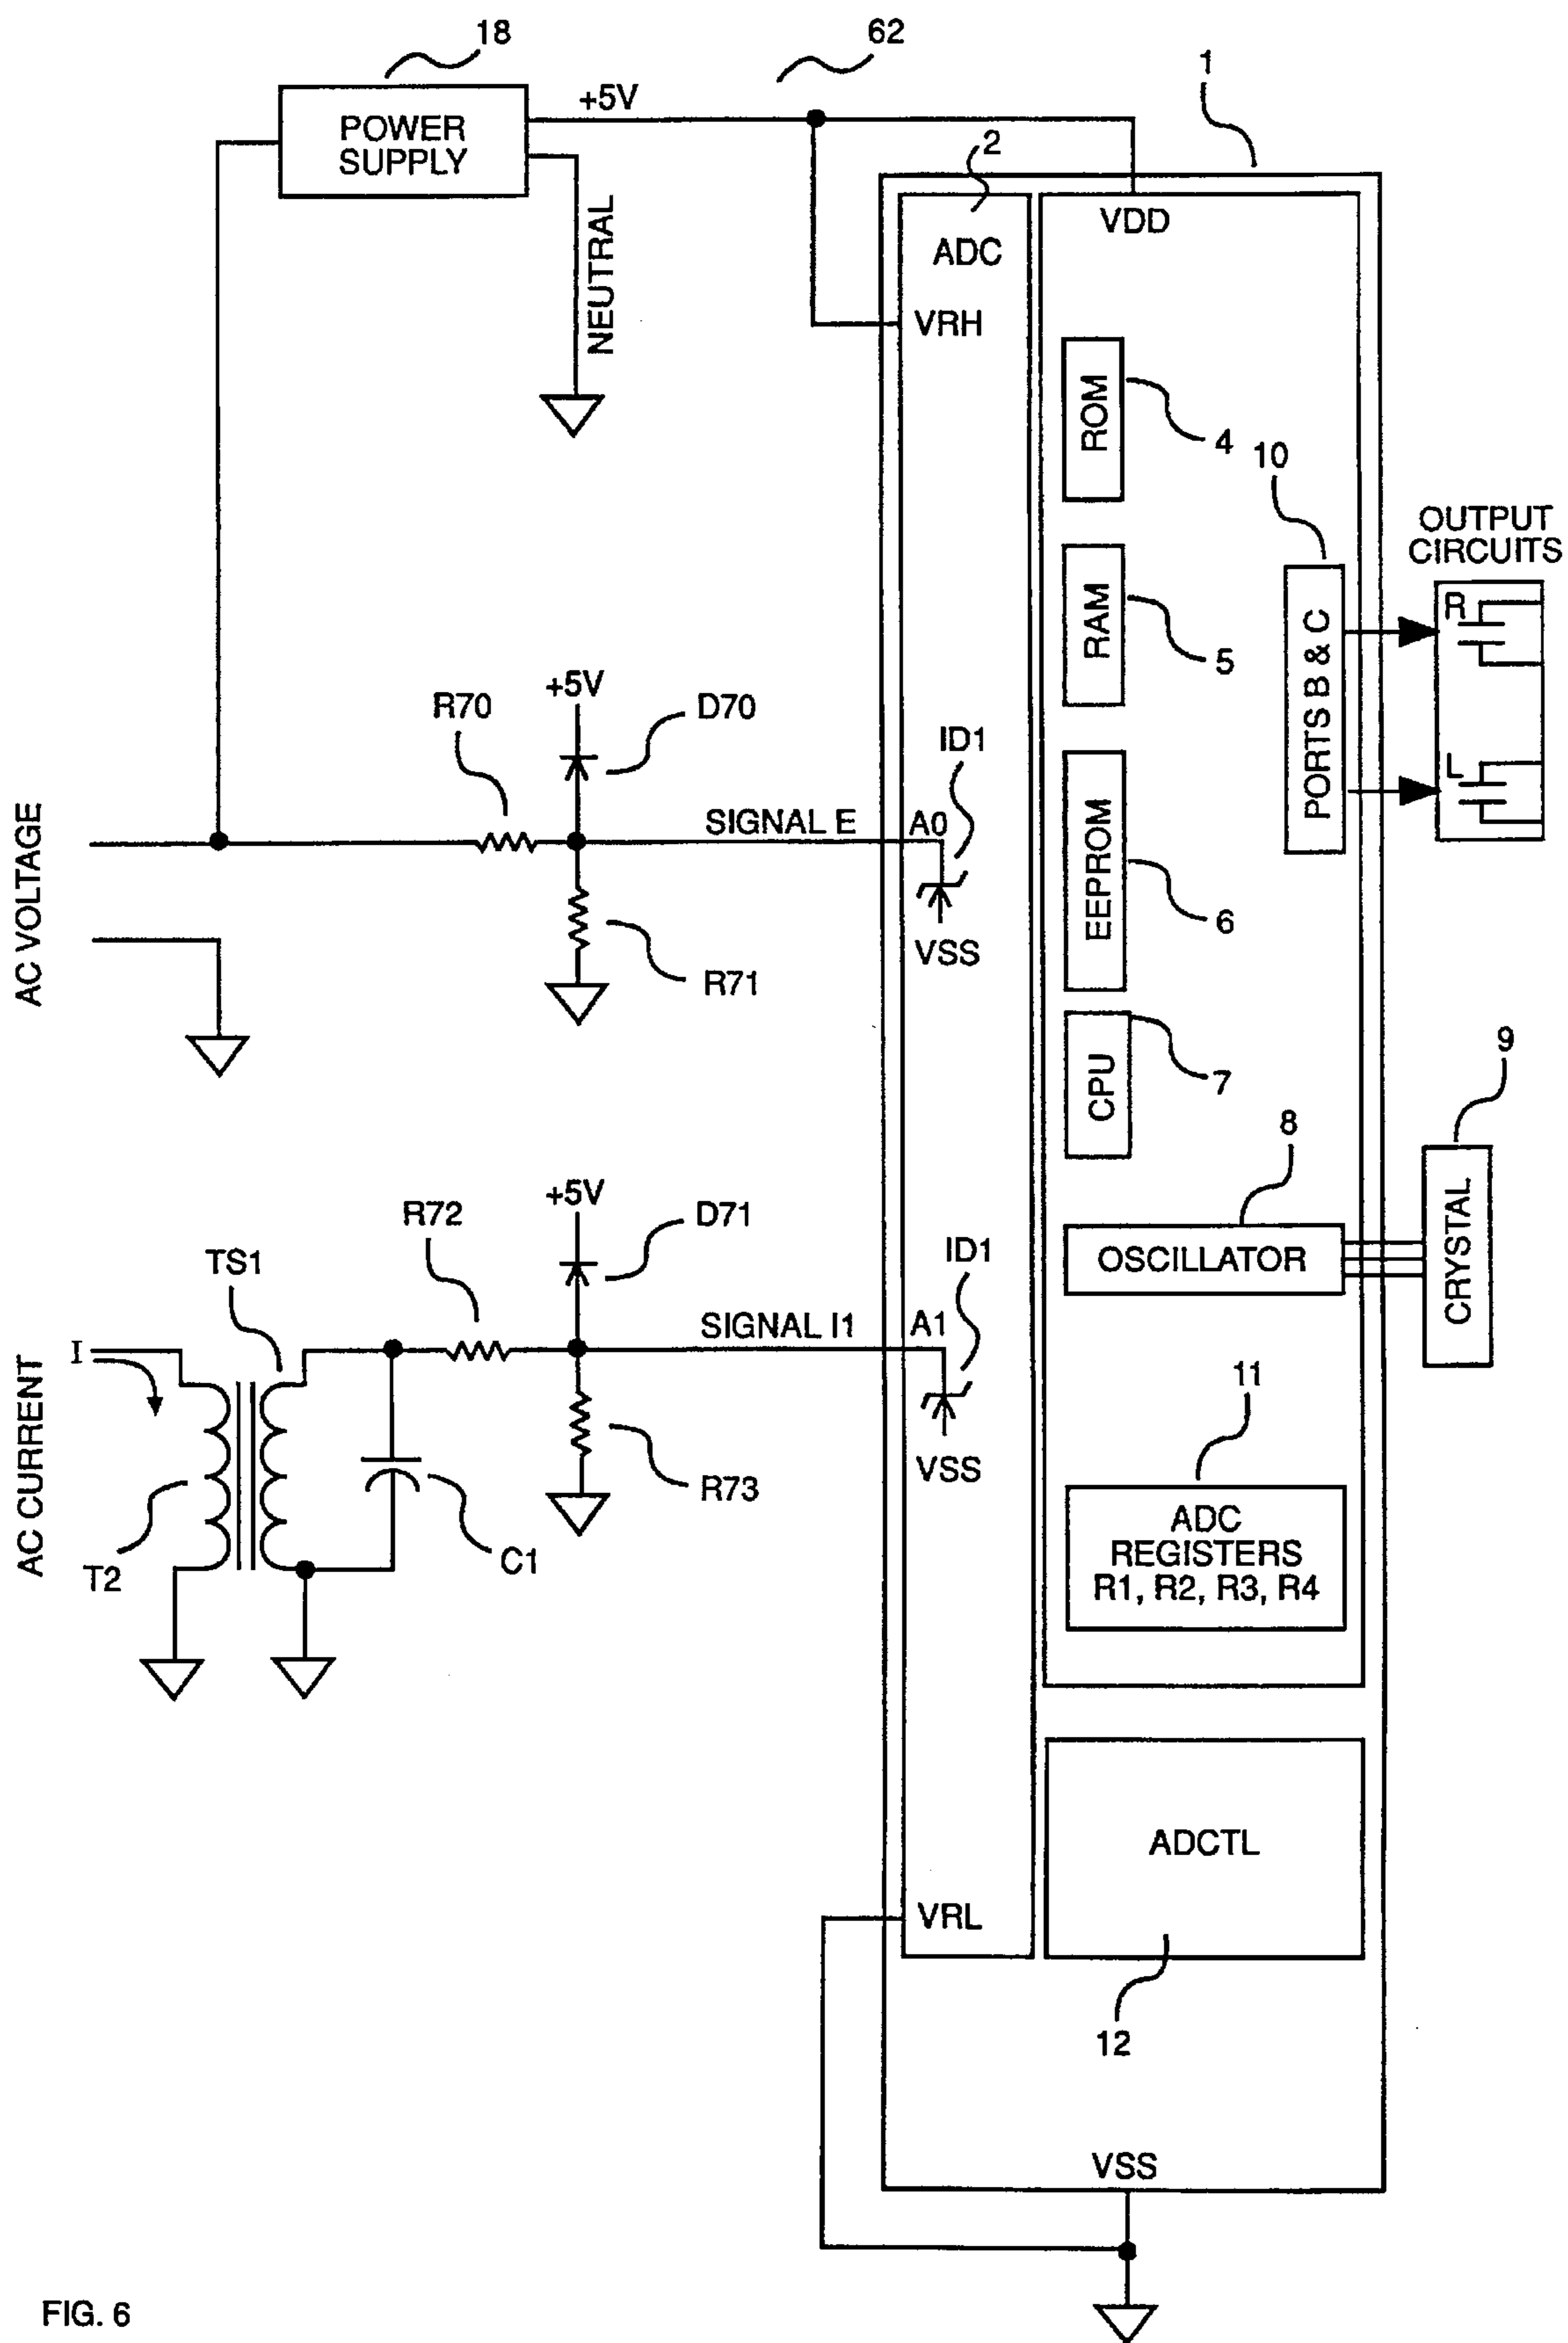 18
62
1
POWER
SUPPLY
+5V
NEUTRAL
2
ADC
VDD
VRH
ROM
4
10
RAM
5
OUTPUT
CIRCUITS
R
L
PORTS B & C
AC VOLTAGE
R70
+5V
D70
SIGNAL E
A0
ID1
VSS
R71
EEPROM
6
CPU
7
8
9
OSCILLATOR
CRYSTAL
AC CURRENT
I
TS1
T2
R72
+5V
D71
SIGNAL I1
A1
ID1
VSS
R73
C1
11
ADC
REGISTERS
R1, R2, R3, R4
ADCTL
VRL
12
VSS
FIG. 6